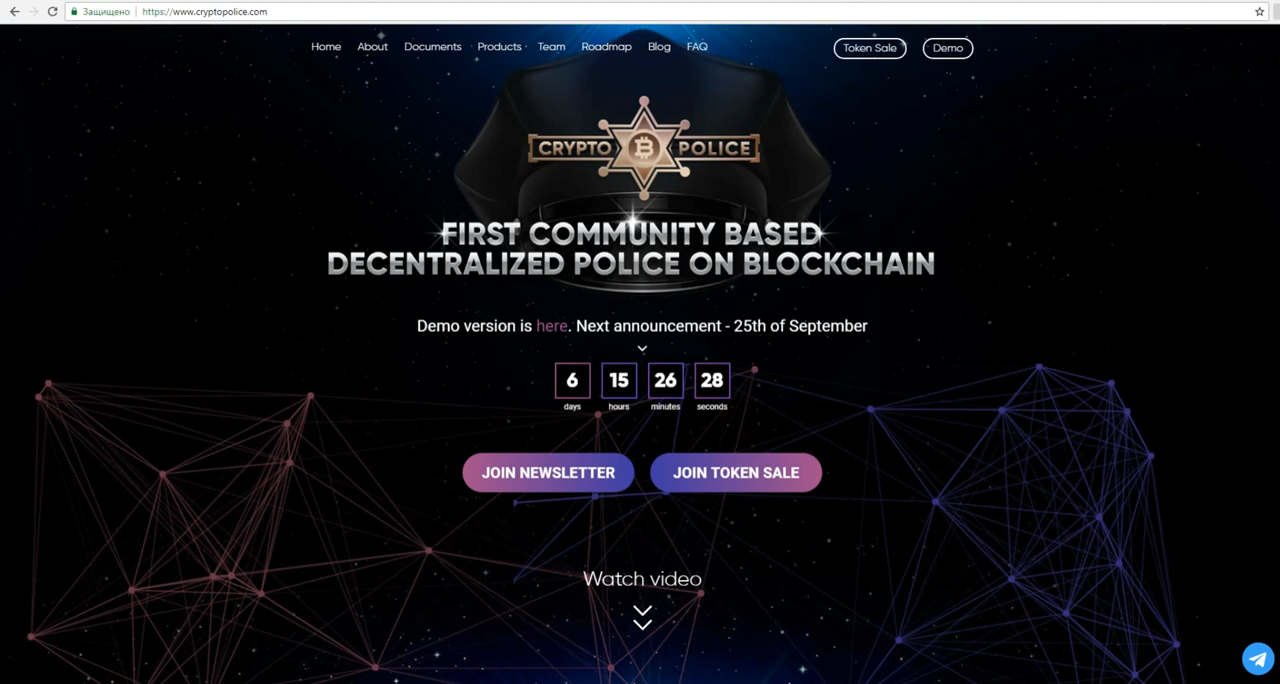 Защищено https://www.cryptopolice.com
Home About Documents Products Team Roadmap Blog FAQ Token Sale Demo
CRYPTO POLICE
FIRST COMMUNITY BASED
DECENTRALIZED POLICE ON BLOCKCHAIN
Demo version is here. Next announcement - 25th of September
6 15 26 28
days hours minutes seconds
JOIN NEWSLETTER JOIN TOKEN SALE
Watch video